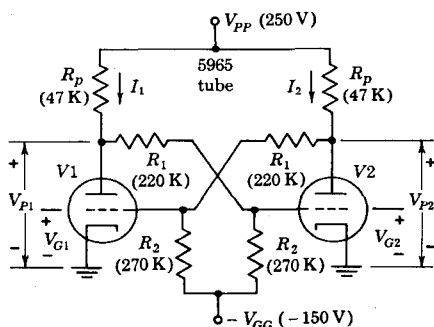 V_PP (250 V)
5965
tube
R_p
(47 K)
I_1
I_2
R_p
(47 K)
+
R_1
(220 K)
R_1
(220 K)
+
V1
V2
V_P1
+
V_G1
−
−
R_2
(270 K)
R_2
(270 K)
+
V_G2
−
V_P2
−
− V_GG (−150 V)